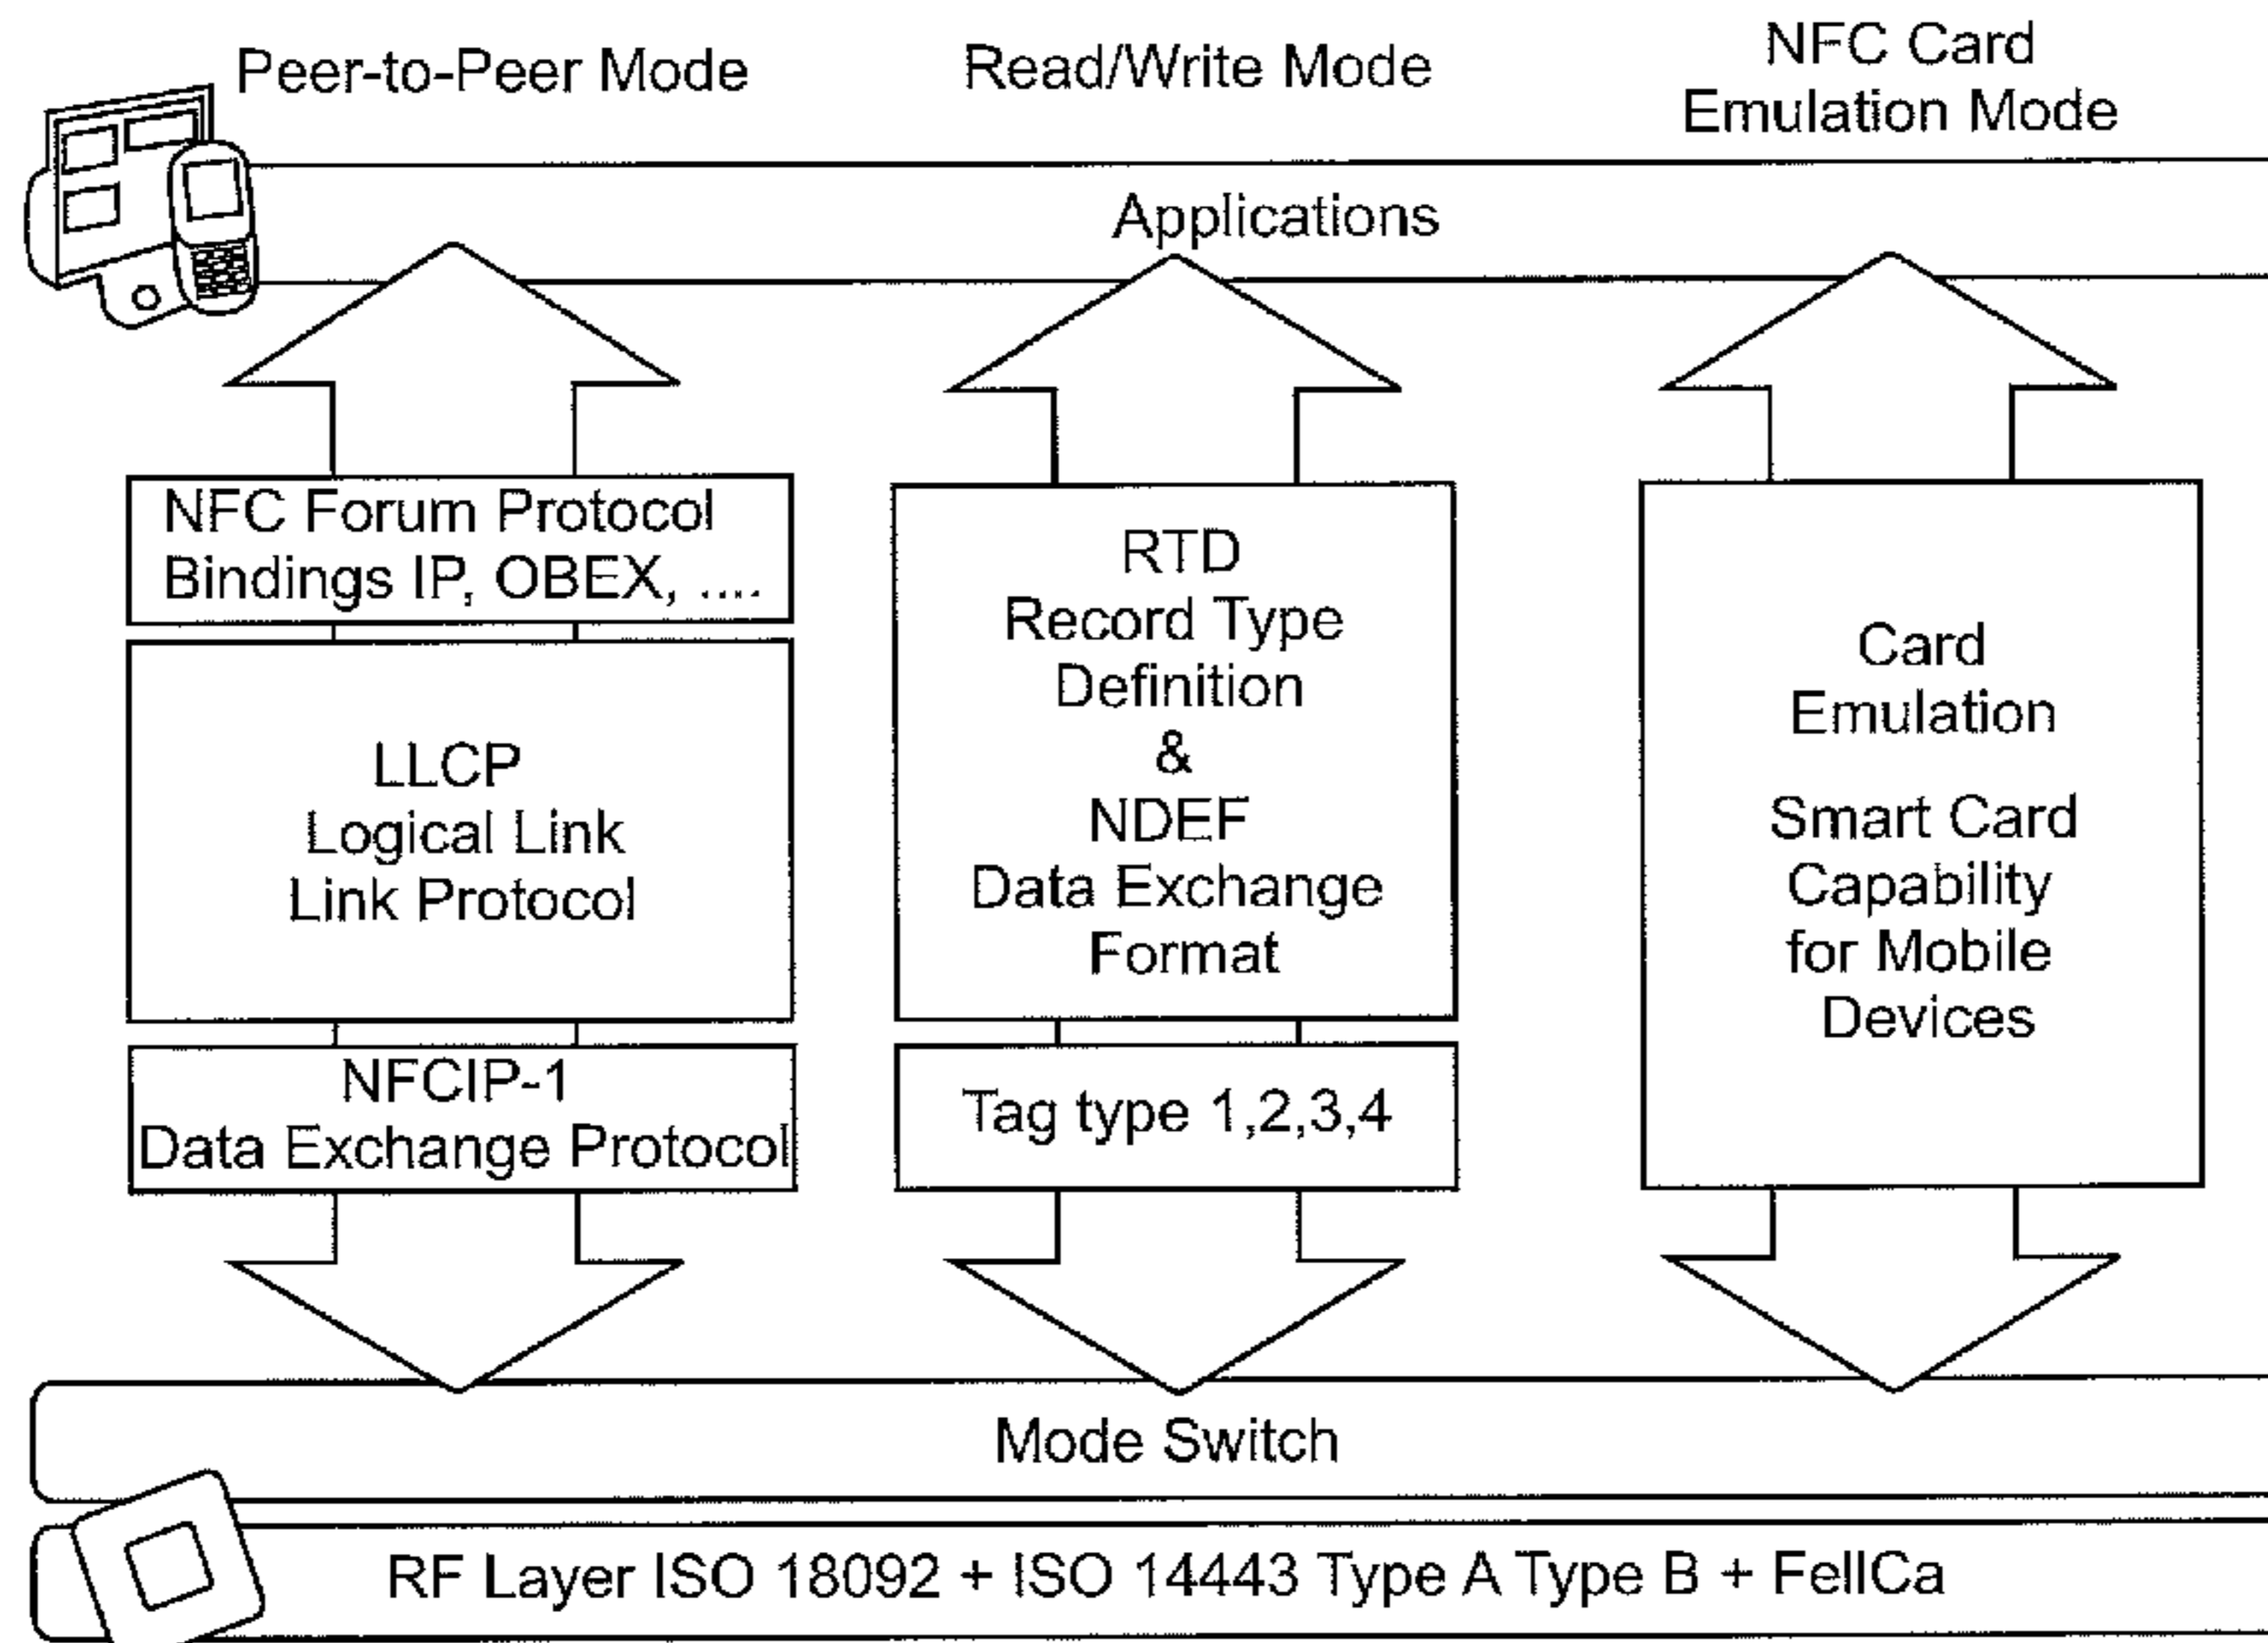 Peer-to-Peer Mode
Read/Write Mode
NFC Card
Emulation Mode
Applications
NFC Forum Protocol
Bindings IP, OBEX, ....
LLCP
Logical Link
Link Protocol
NFCIP-1
Data Exchange Protocol
RTD
Record Type
Definition
&
NDEF
Data Exchange
Format
Tag type 1,2,3,4
Card
Emulation
Smart Card
Capability
for Mobile
Devices
Mode Switch
RF Layer ISO 18092 + ISO 14443 Type A Type B + FellCa